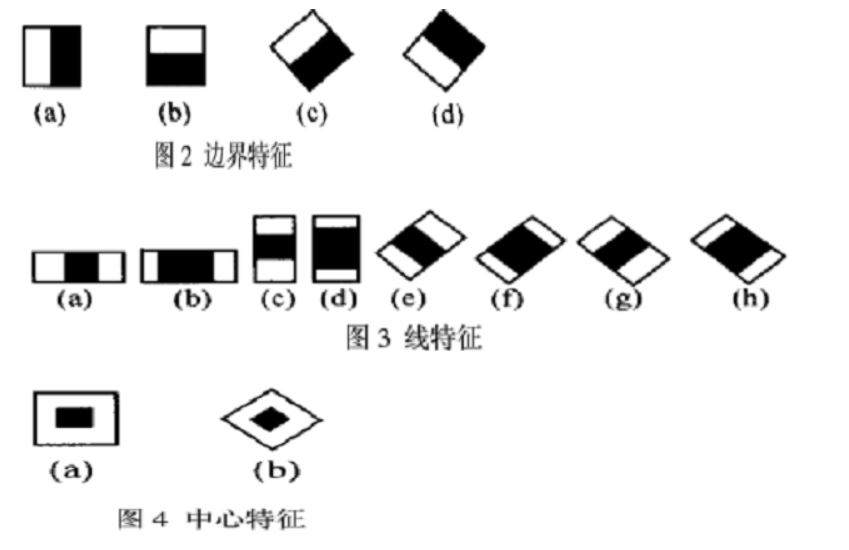 (a) (b) (c) (d)
图2 边界特征
(a) (b) (c) (d) (e) (f) (g) (h)
图3 线特征
(a) (b)
图4 中心特征